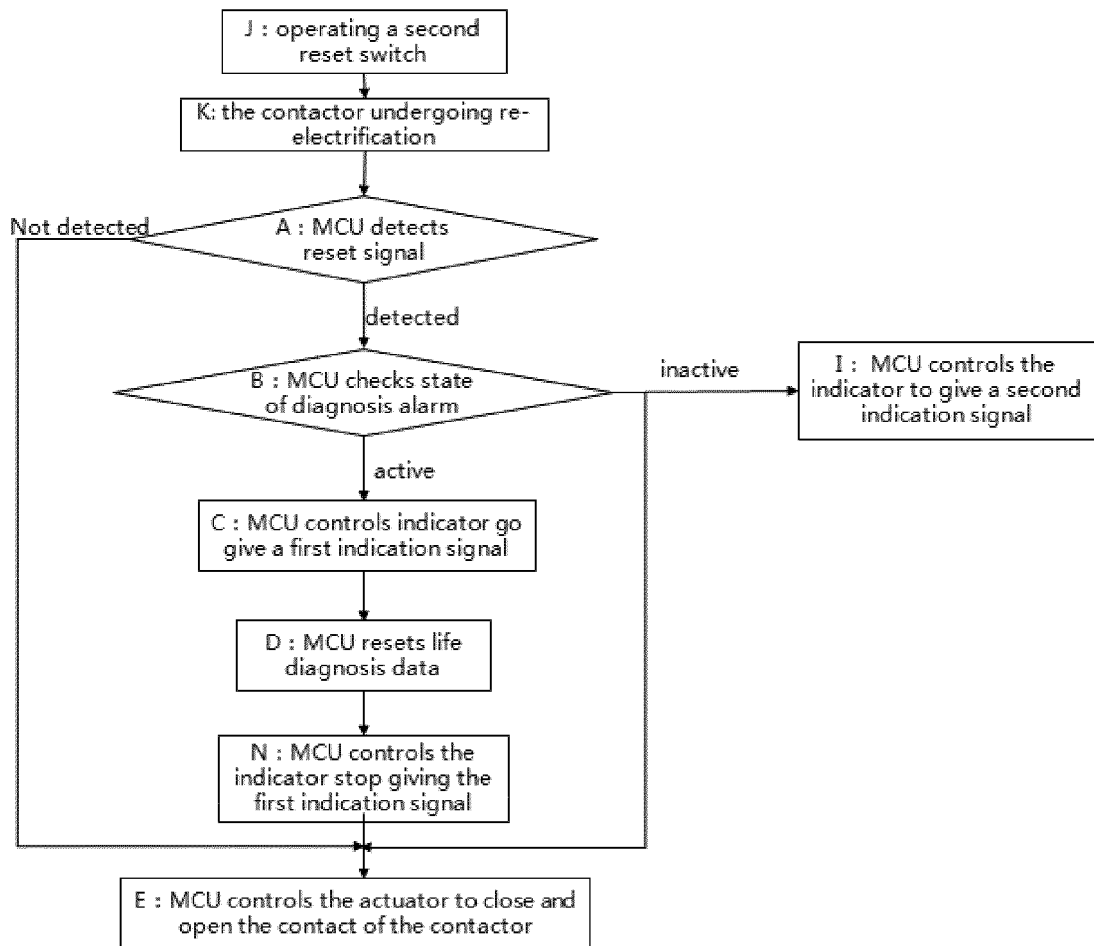 J : operating a second
reset switch
K: the contactor undergoing re-
electrification
Not detected
A : MCU detects
reset signal
detected
B : MCU checks state
of diagnosis alarm
inactive
I : MCU controls the
indicator to give a second
indication signal
active
C : MCU controls indicator go
give a first indication signal
D : MCU resets life
diagnosis data
N : MCU controls the
indicator stop giving the
first indication signal
E : MCU controls the actuator to close and
open the contact of the contactor